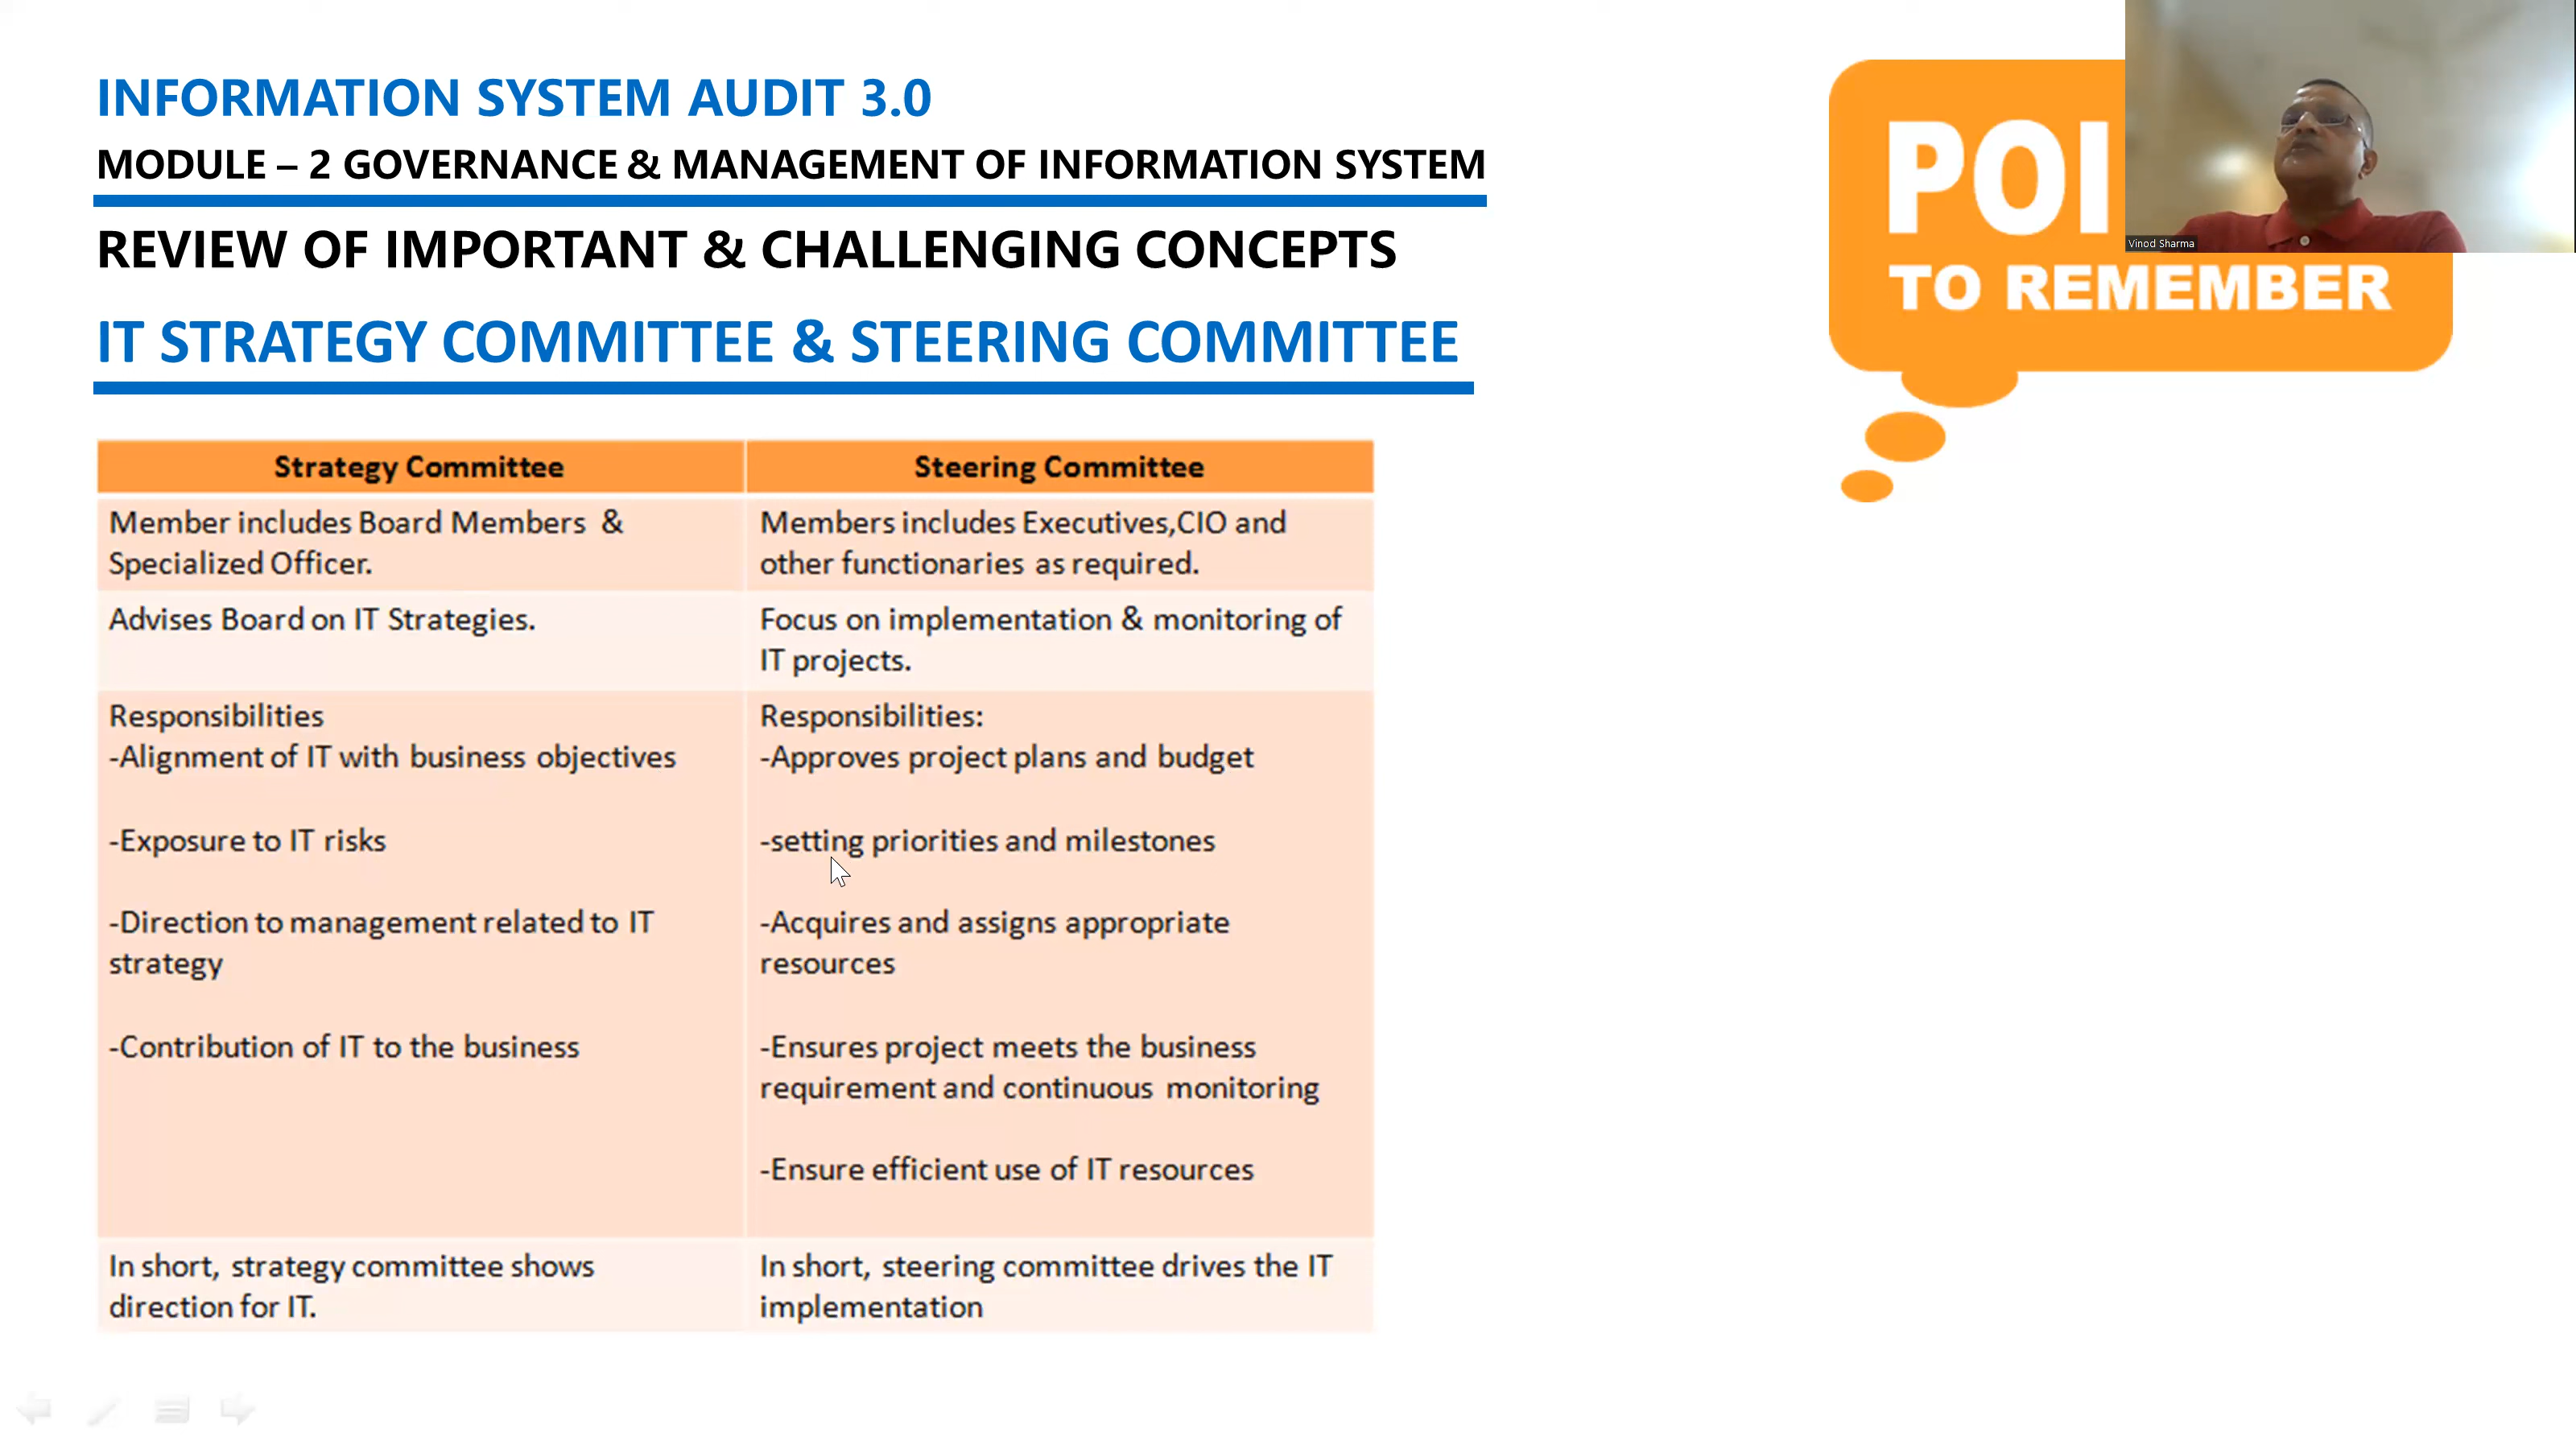 INFORMATION SYSTEM AUDIT 3.0
MODULE – 2 GOVERNANCE & MANAGEMENT OF INFORMATION SYSTEM
REVIEW OF IMPORTANT & CHALLENGING CONCEPTS
IT STRATEGY COMMITTEE & STEERING COMMITTEE
TO REMEMBER
Vinod Sharma
Strategy Committee
Steering Committee
Member includes Board Members &
Specialized Officer.
Members includes Executives,CIO and
other functionaries as required.
Advises Board on IT Strategies.
Focus on implementation & monitoring of
IT projects.
Responsibilities
-Alignment of IT with business objectives
-Exposure to IT risks
-Direction to management related to IT
strategy
-Contribution of IT to the business
Responsibilities:
-Approves project plans and budget
-setting priorities and milestones
-Acquires and assigns appropriate
resources
-Ensures project meets the business
requirement and continuous monitoring
-Ensure efficient use of IT resources
In short, strategy committee shows
direction for IT.
In short, steering committee drives the IT
implementation